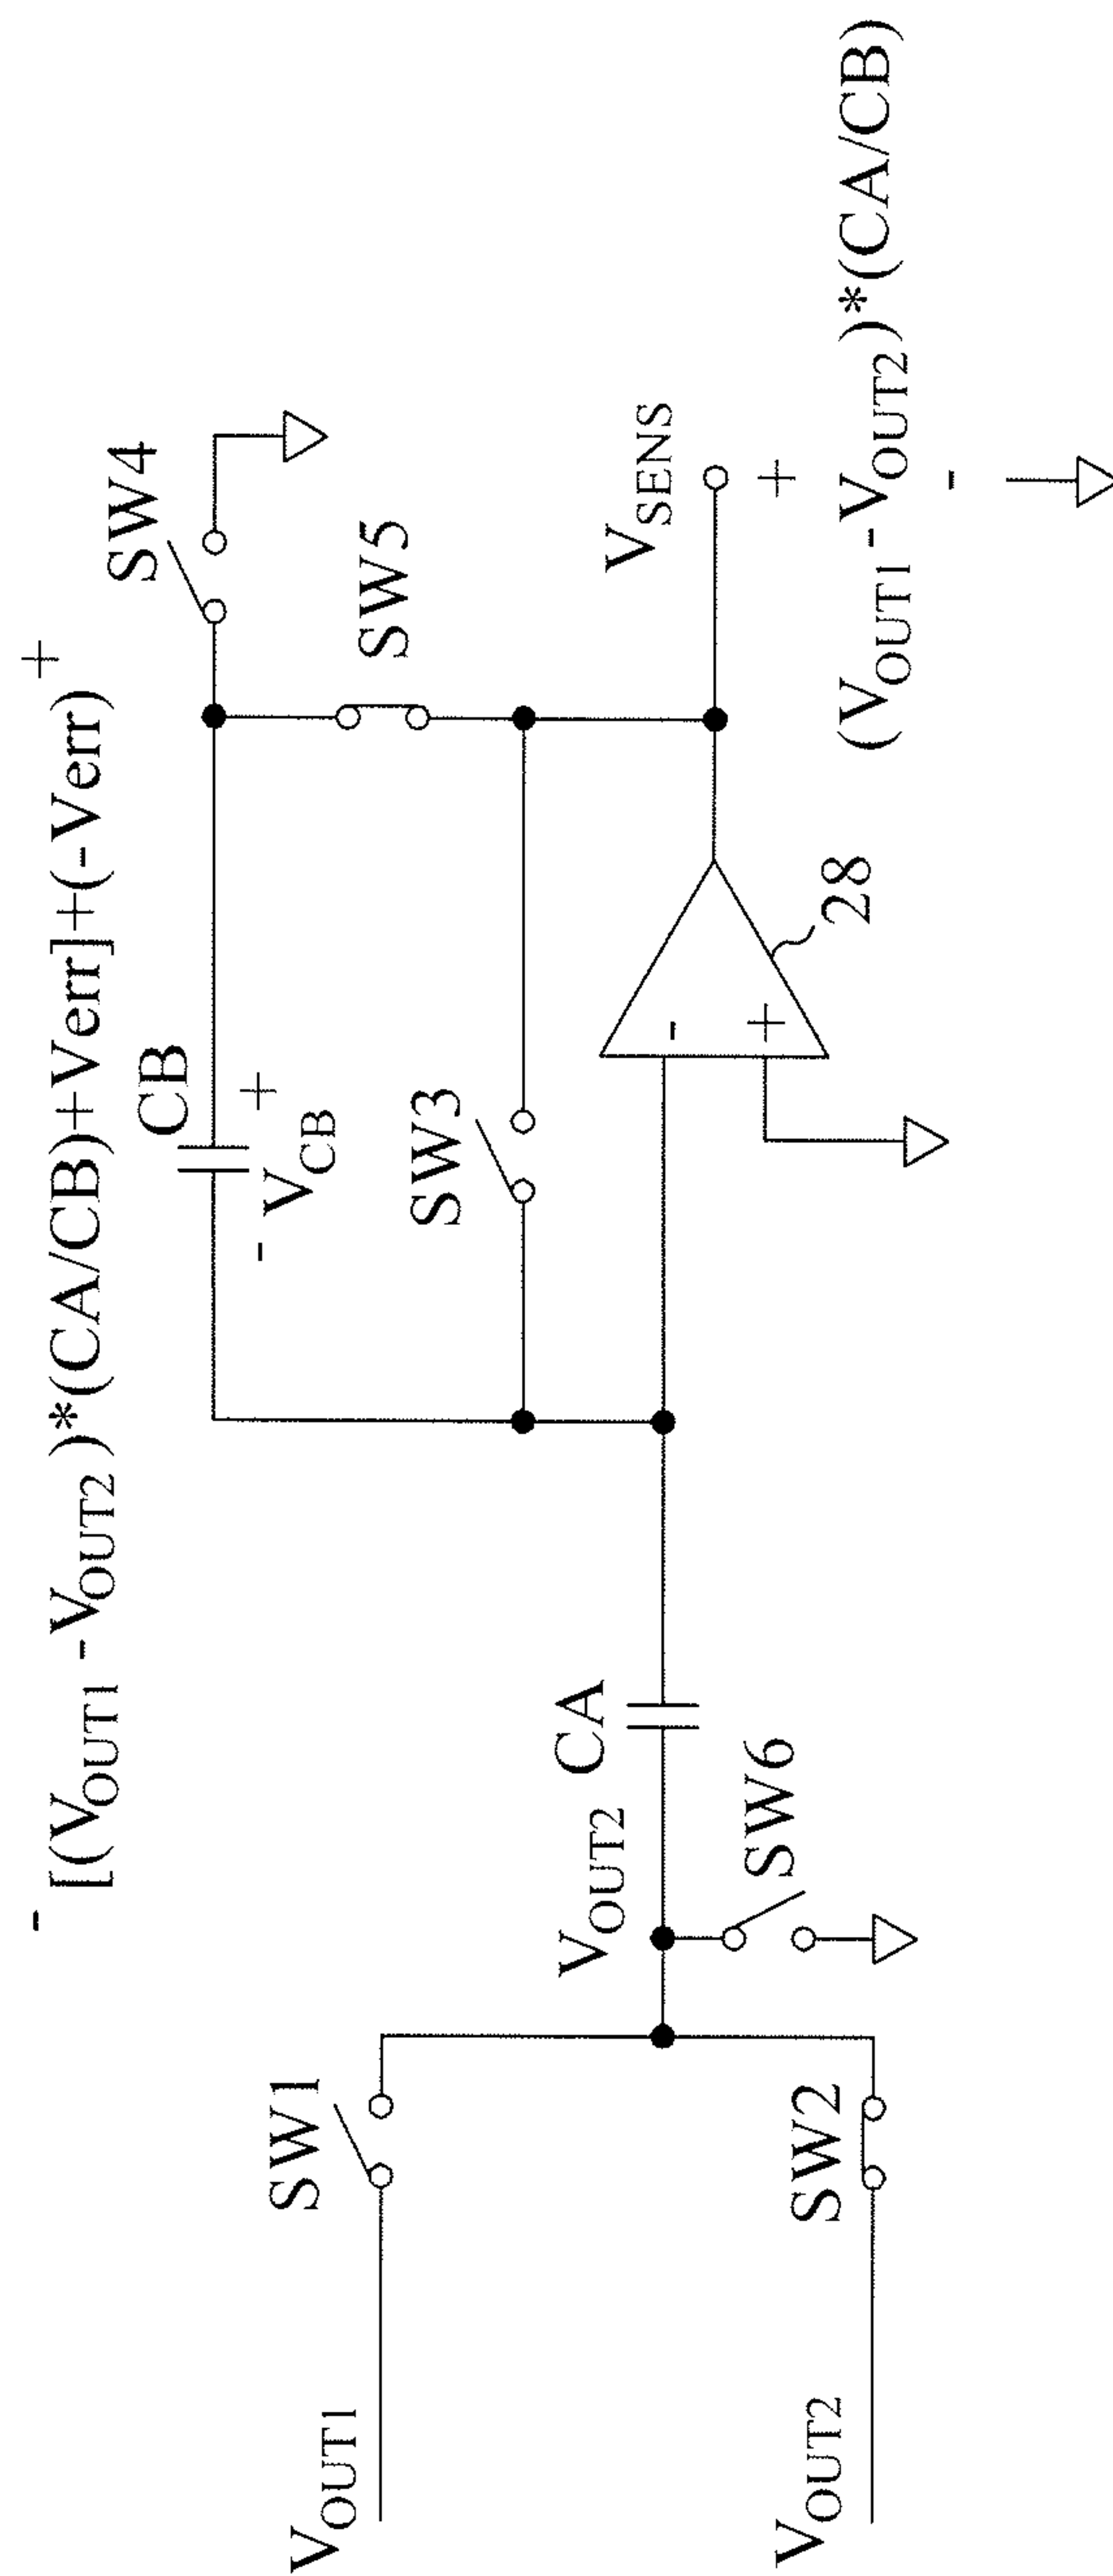 - [(VOUT1 - VOUT2)*(CA/CB)+Verr]+(-Verr) +
CB
- VCB +
SW4
SW5
SW3
SW1
VOUT1
VOUT2
CA
SW6
SW2
VOUT2
-
+
28
VSENS
+
(VOUT1 - VOUT2)*(CA/CB)
-